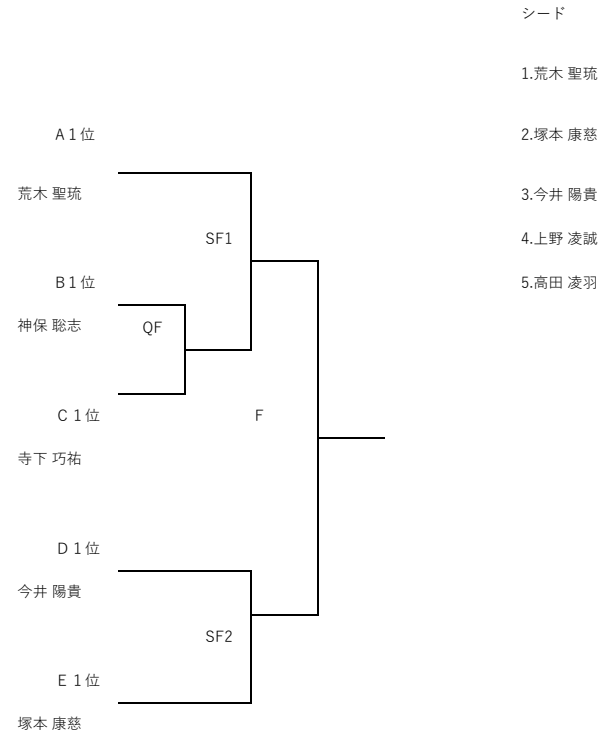 シード
1.荒木 聖琉
A１位
2.塚本 康慈
荒木 聖琉
3.今井 陽貴
SF1
4.上野 凌誠
B１位
5.高田 凌羽
神保 聡志
QF
C１位
F
寺下 巧祐
D１位
今井 陽貴
SF2
E１位
塚本 康慈